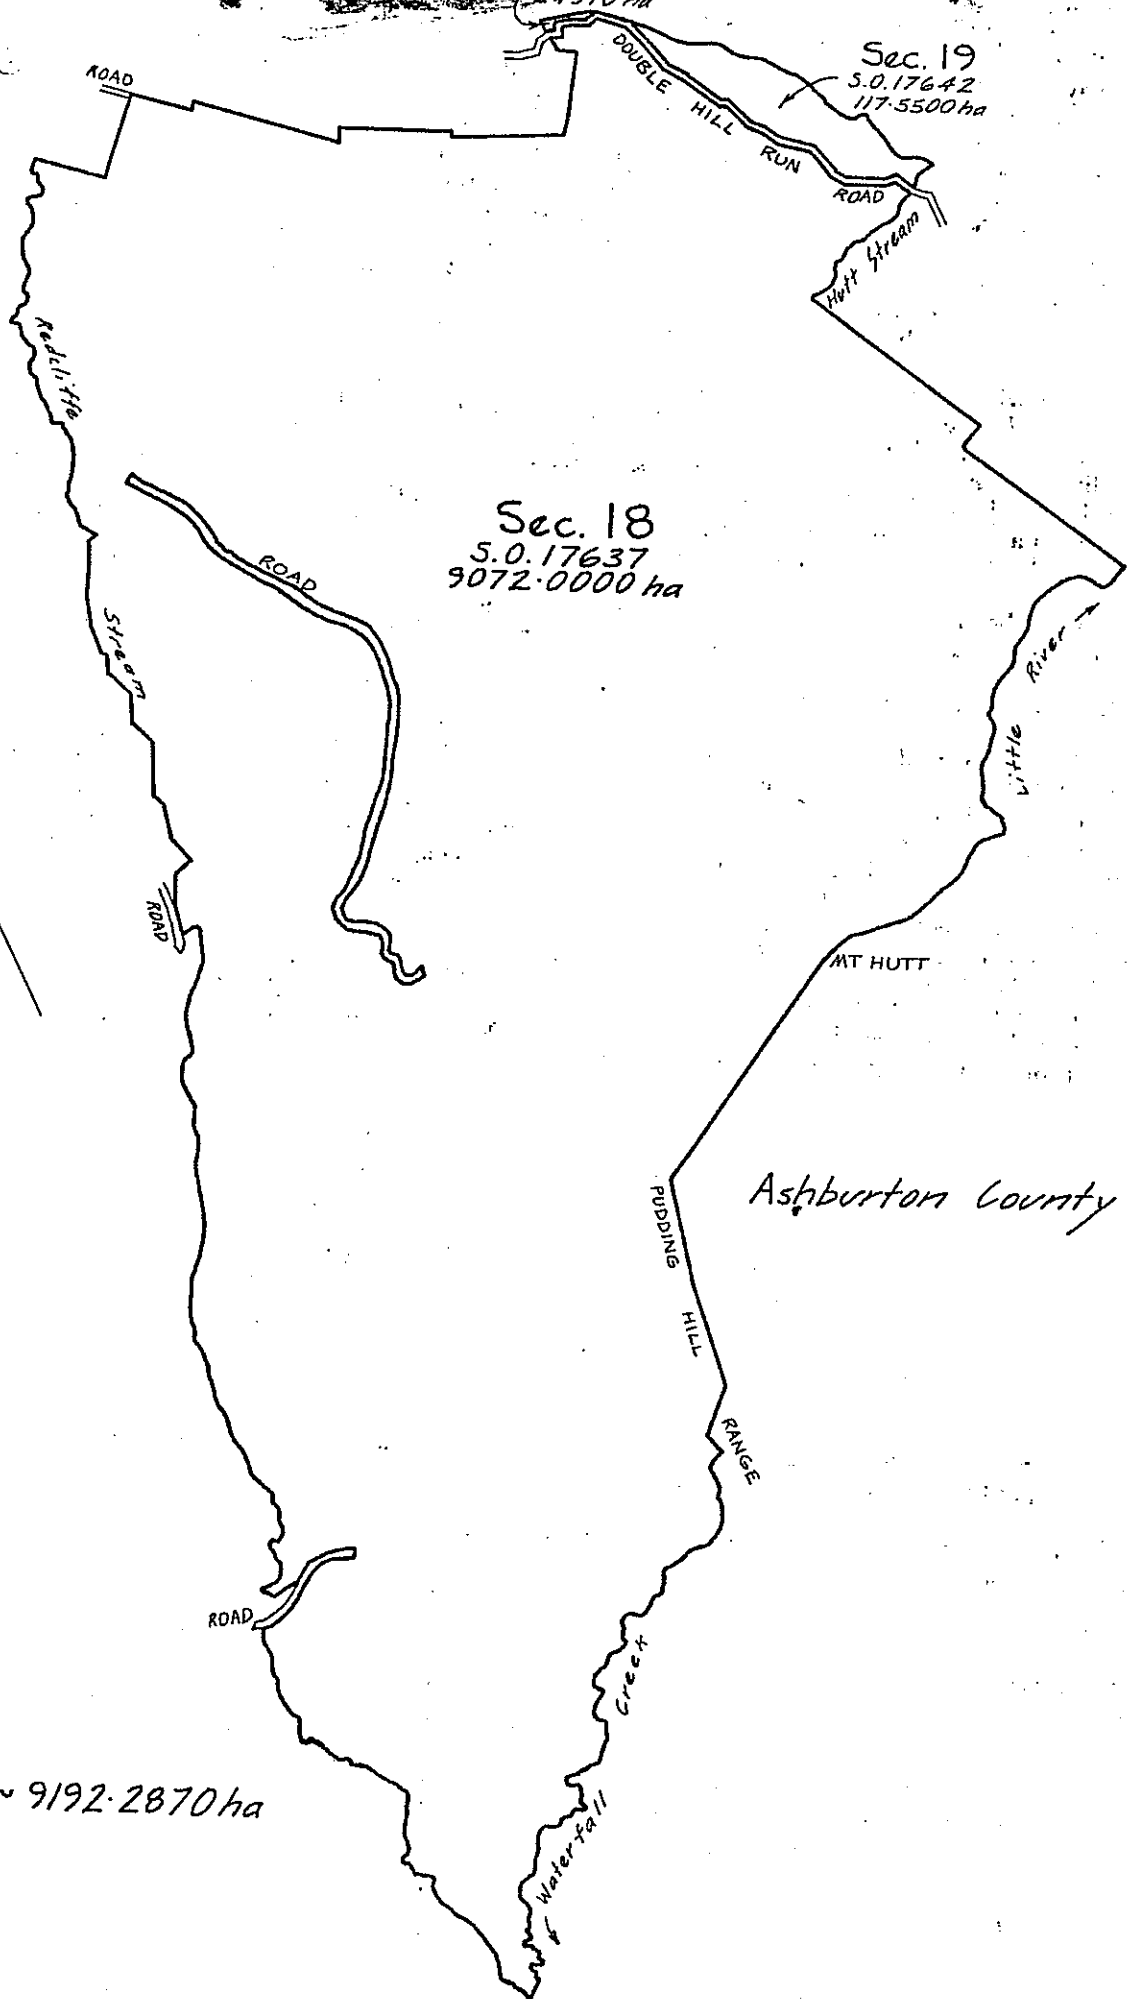 ROAD
DOUBLE HILL RUN ROAD
Sec. 19
S.O. 17642
117·5500 ha
Hutt Stream
Radcliffe Stream
Sec. 18
S.O. 17637
9072·0000 ha
ROAD
Little River
ROAD
MT HUTT
Ashburton County
PUDDING HILL RANGE
ROAD
Waterfall Creek
9192·2870 ha